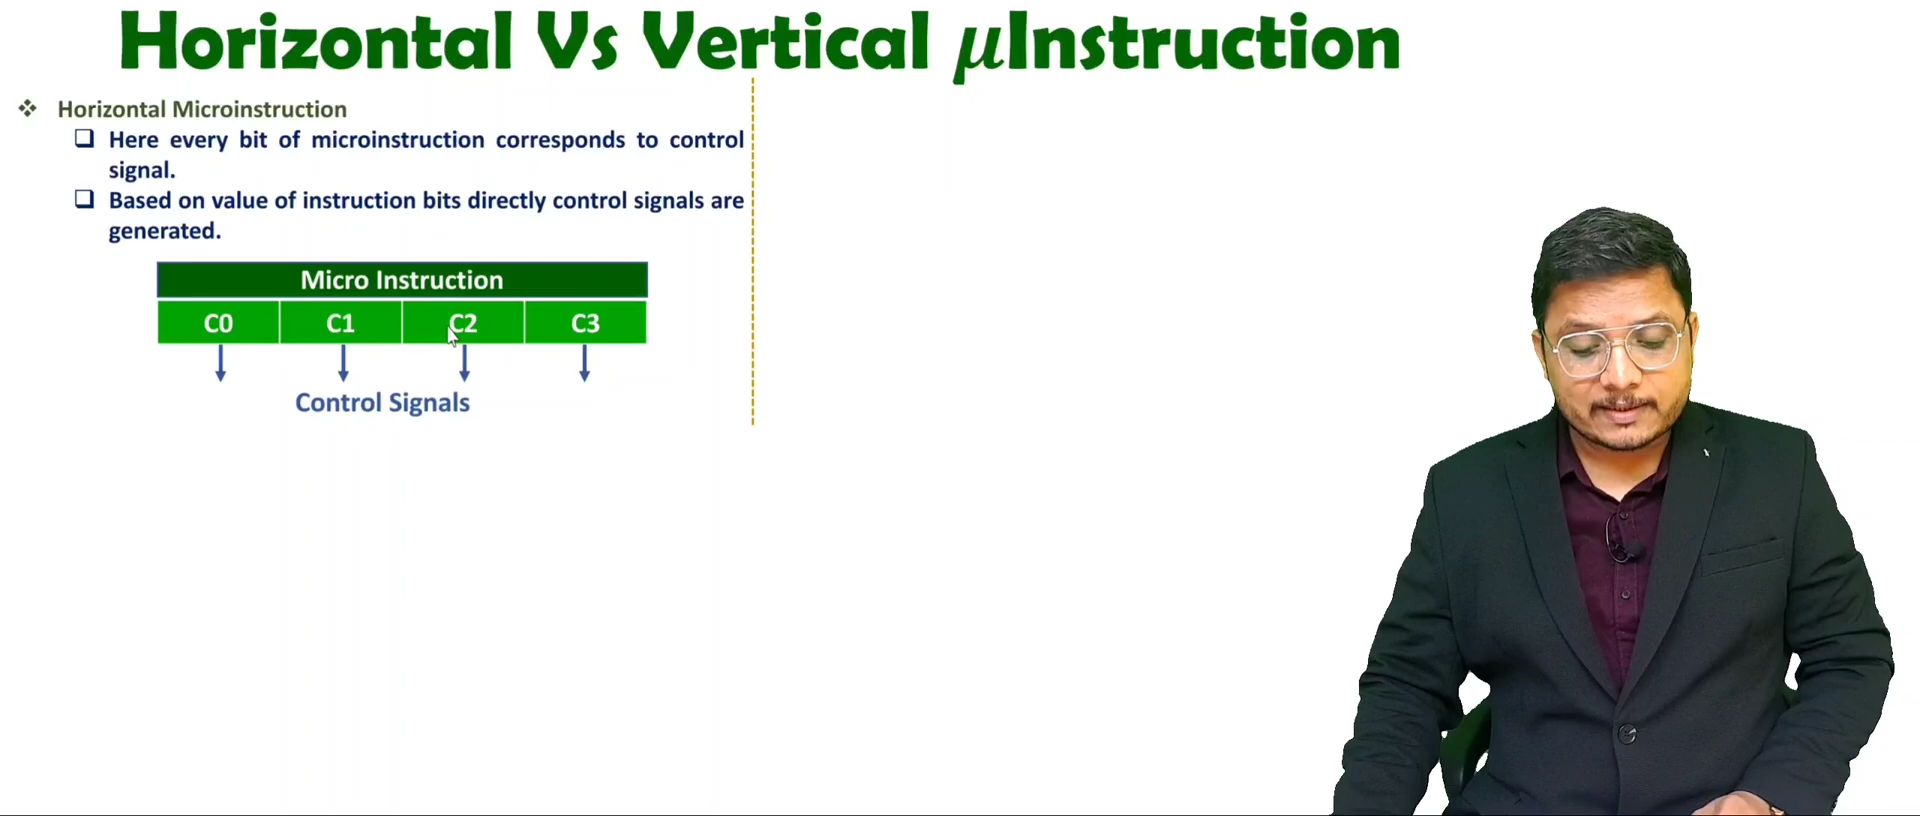 Horizontal Vs Vertical μInstruction
❖ Horizontal Microinstruction
❑ Here every bit of microinstruction corresponds to control
signal.
❑ Based on value of instruction bits directly control signals are
generated.
Micro Instruction
C0 C1 C2 C3
Control Signals